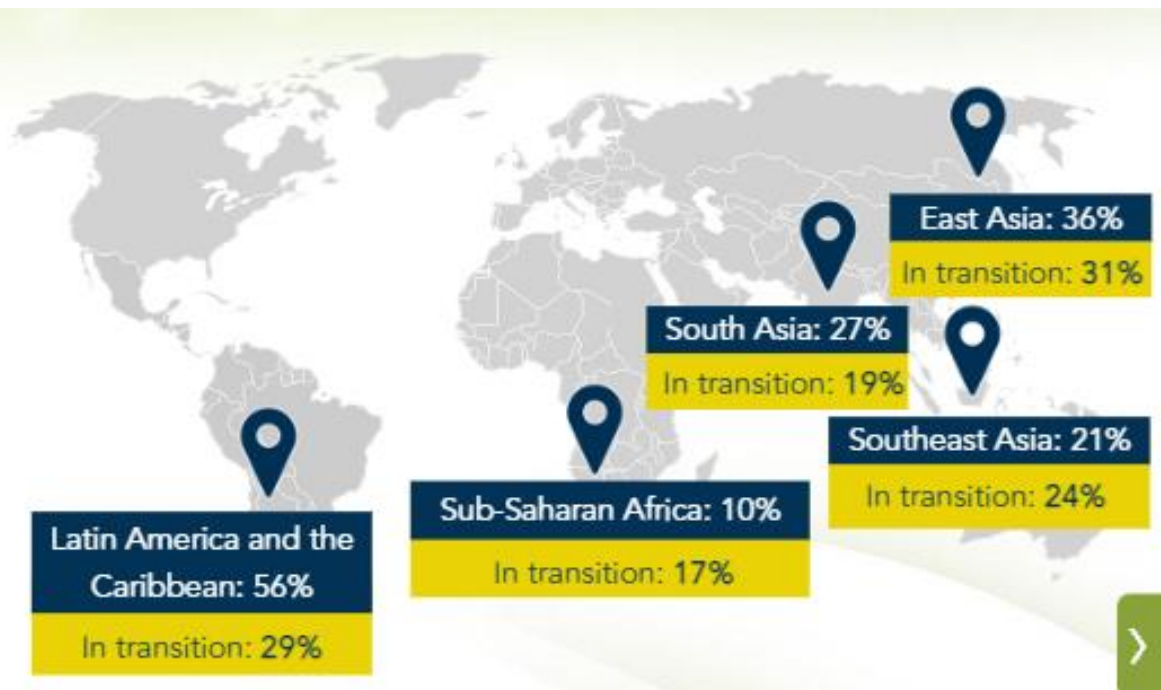 East Asia: 36%
In transition: 31%
South Asia: 27%
In transition: 19%
Southeast Asia: 21%
In transition: 24%
Sub-Saharan Africa: 10%
In transition: 17%
Latin America and the
Caribbean: 56%
In transition: 29%